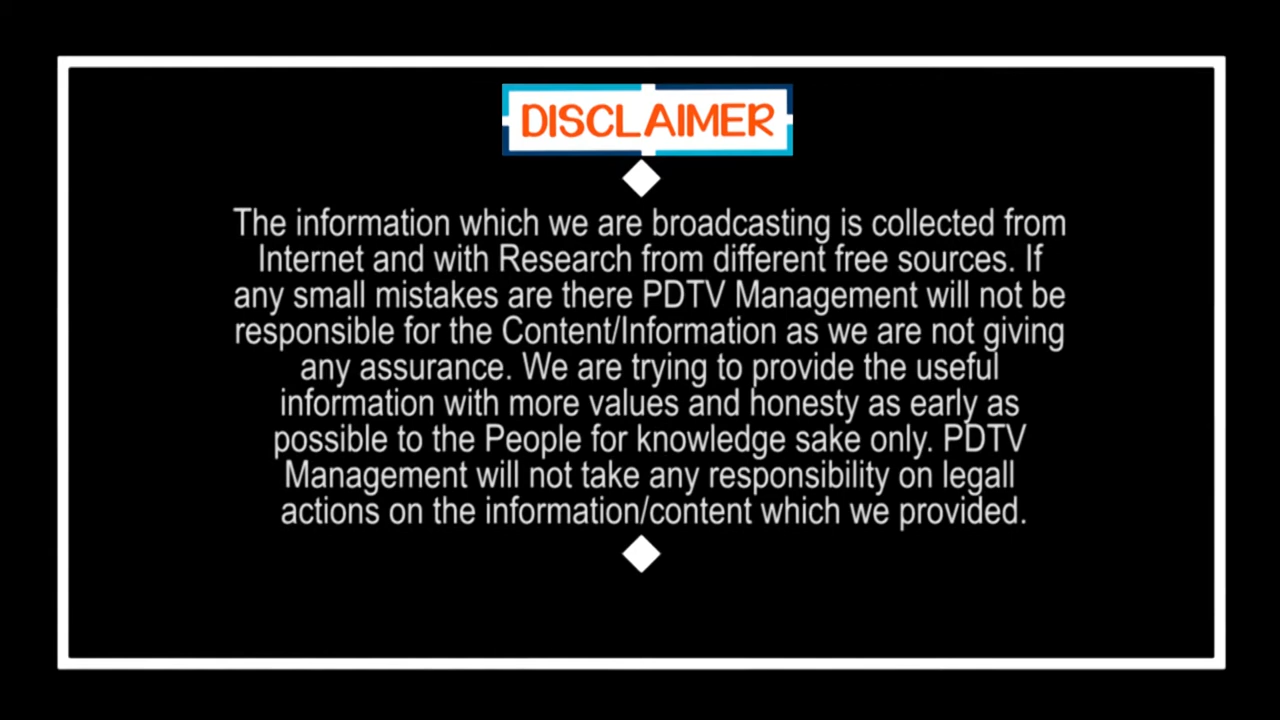 DISCLAIMER
The information which we are broadcasting is collected from
Internet and with Research from different free sources. If
any small mistakes are there PDTV Management will not be
responsible for the Content/Information as we are not giving
any assurance. We are trying to provide the useful
information with more values and honesty as early as
possible to the People for knowledge sake only. PDTV
Management will not take any responsibility on legall
actions on the information/content which we provided.